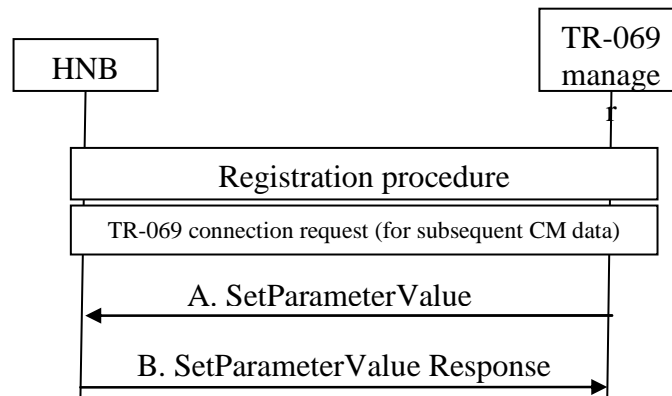 HNB
TR-069
manage
r
Registration procedure
TR-069 connection request (for subsequent CM data)
A. SetParameterValue
B. SetParameterValue Response